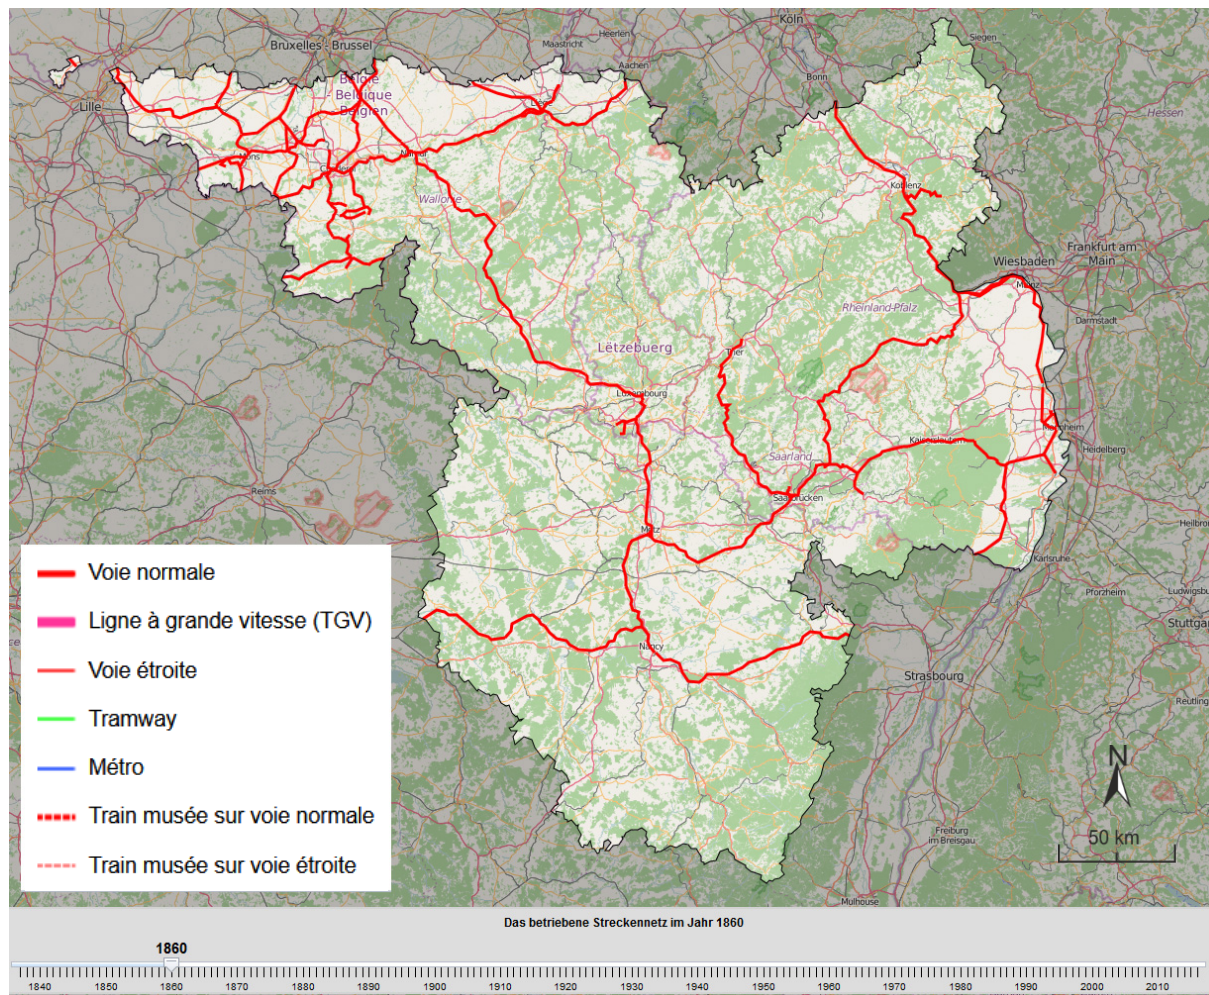 Köln
Siegen
Heerlen
Maastricht
Aachen
Bruxelles - Brussel
Bonn
België
- Belgique
Belgien
Lille
Hessen
Mons
Namur
Koblenz
Wallonie
Frankfurt am
Main
Wiesbaden
Mainz
Rheinland-Pfalz
Darmstadt
Lëtzebuerg
Trier
Luxembourg
Mannheim
Kaiserslautern
Heidelberg
Saarland
Reims
Saarbrücken
Metz
Karlsruhe
Pforzheim
Nancy
Strasbourg
Voie normale
Ligne à grande vitesse (TGV)
Voie étroite
Tramway
Métro
Train musée sur voie normale
Train musée sur voie étroite
N
50 km
Freiburg
im Breisgau
Mulhouse
Das betriebene Streckennetz im Jahr 1860
1860
1840 1850 1860 1870 1880 1890 1900 1910 1920 1930 1940 1950 1960 1970 1980 1990 2000 2010